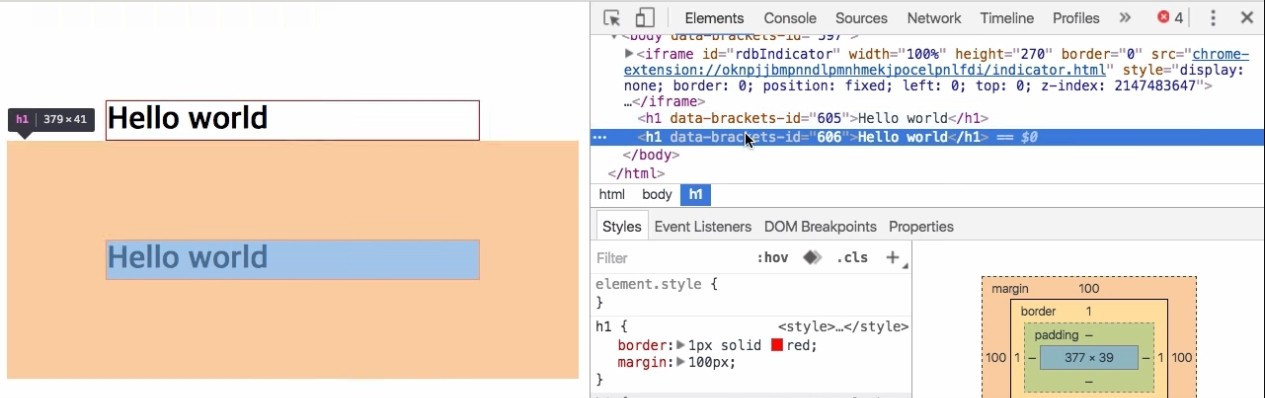 Hello world
h1 379 × 41
Hello world
Elements Console Sources Network Timeline Profiles » 4
▼<body data-brackets-id="597">
▶<iframe id="rdbIndicator" width="100%" height="270" border="0" src="chrome-
extension://oknpjjbmpnndlpmnhmekjpocelpnlfdi/indicator.html" style="display:
none; border: 0; position: fixed; left: 0; top: 0; z-index: 2147483647">
…</iframe>
<h1 data-brackets-id="605">Hello world</h1>
… <h1 data-brackets-id="606">Hello world</h1> == $0
</body>
</html>
html body h1
Styles Event Listeners DOM Breakpoints Properties
Filter :hov .cls +
element.style {
}
h1 { <style>…</style>
border:▶1px solid red;
margin:▶100px;
}
margin 100
border 1
padding –
100 1 – 377 × 39 – 1 100
–